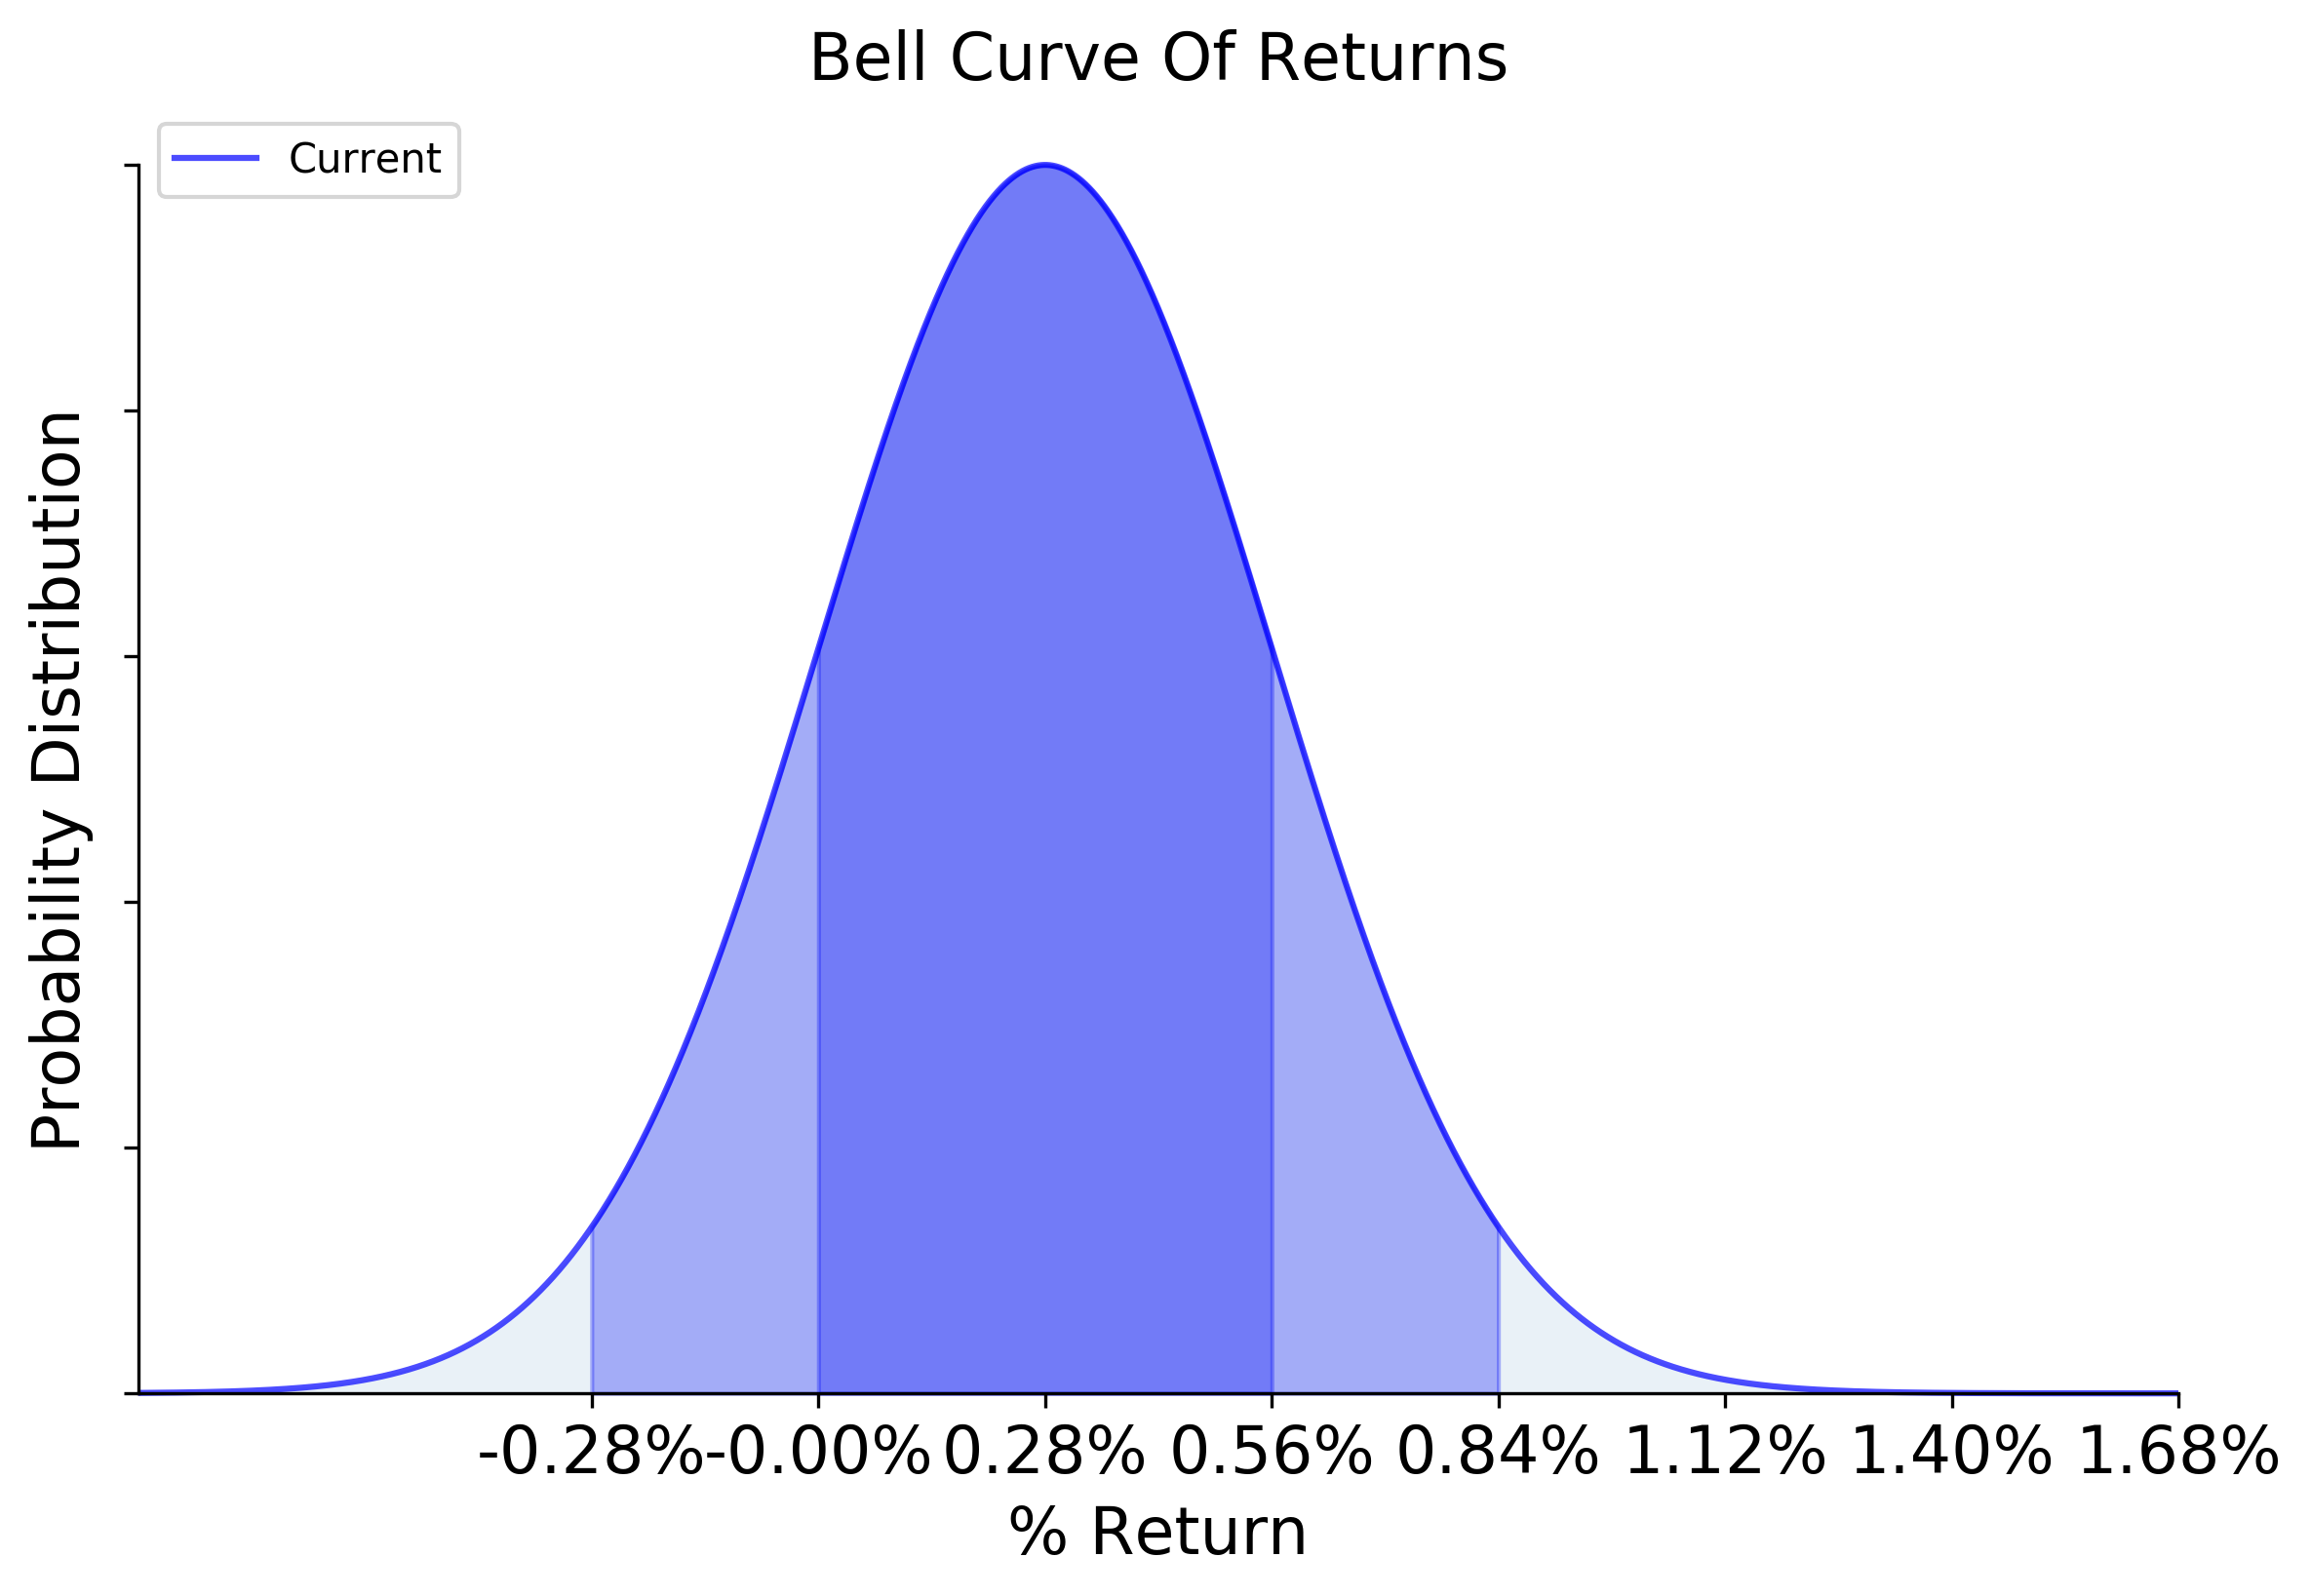 Bell Curve Of Returns
Current
Probability Distribution
-0.28% -0.00% 0.28% 0.56% 0.84% 1.12% 1.40% 1.68%
% Return